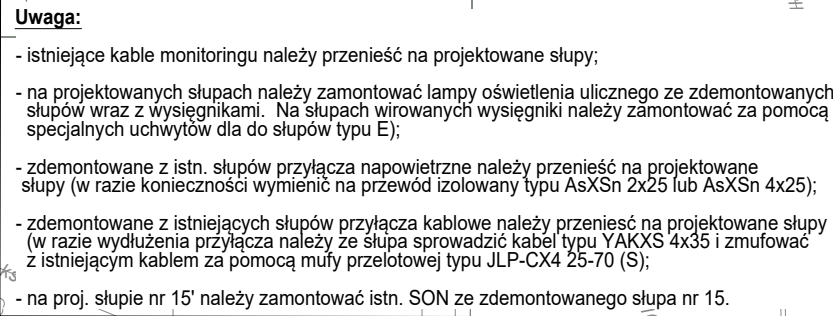 Uwaga:
- istniejące kable monitoringu należy przenieść na projektowane słupy;
- na projektowanych słupach należy zamontować lampy oświetlenia ulicznego ze zdemontowanych
słupów wraz z wysięgnikami. Na słupach wirowanych wysięgniki należy zamontować za pomocą
specjalnych uchwytów dla do słupów typu E);
- zdemontowane z istn. słupów przyłącza napowietrzne należy przenieść na projektowane
słupy (w razie konieczności wymienić na przewód izolowany typu AsXSn 2x25 lub AsXSn 4x25);
- zdemontowane z istniejących słupów przyłącza kablowe należy przeniesć na projektowane słupy
(w razie wydłużenia przyłącza należy ze słupa sprowadzić kabel typu YAKXS 4x35 i zmufować
z istniejącym kablem za pomocą mufy przelotowej typu JLP-CX4 25-70 (S);
- na proj. słupie nr 15' należy zamontować istn. SON ze zdemontowanego słupa nr 15.